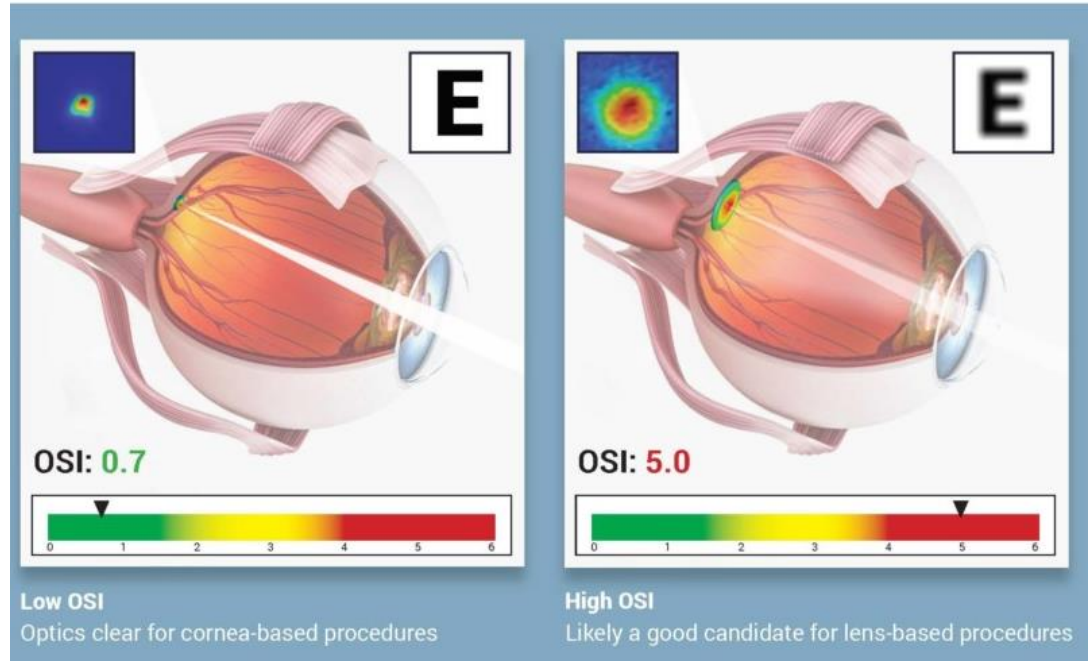 E
OSI: 0.7
0 1 2 3 4 5 6
Low OSI
Optics clear for cornea-based procedures
E
OSI: 5.0
0 1 2 3 4 5 6
High OSI
Likely a good candidate for lens-based procedures